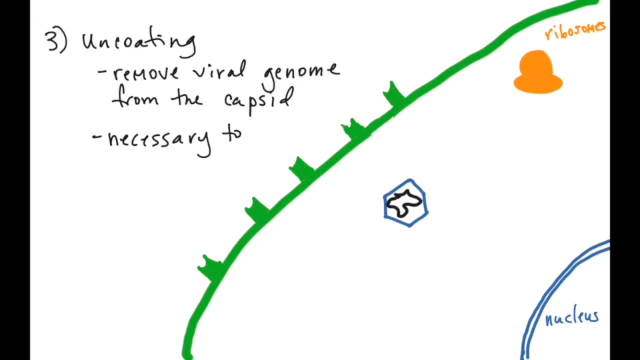 3) Uncoating
- remove viral genome
from the capsid
- necessary to
ribosomes
nucleus